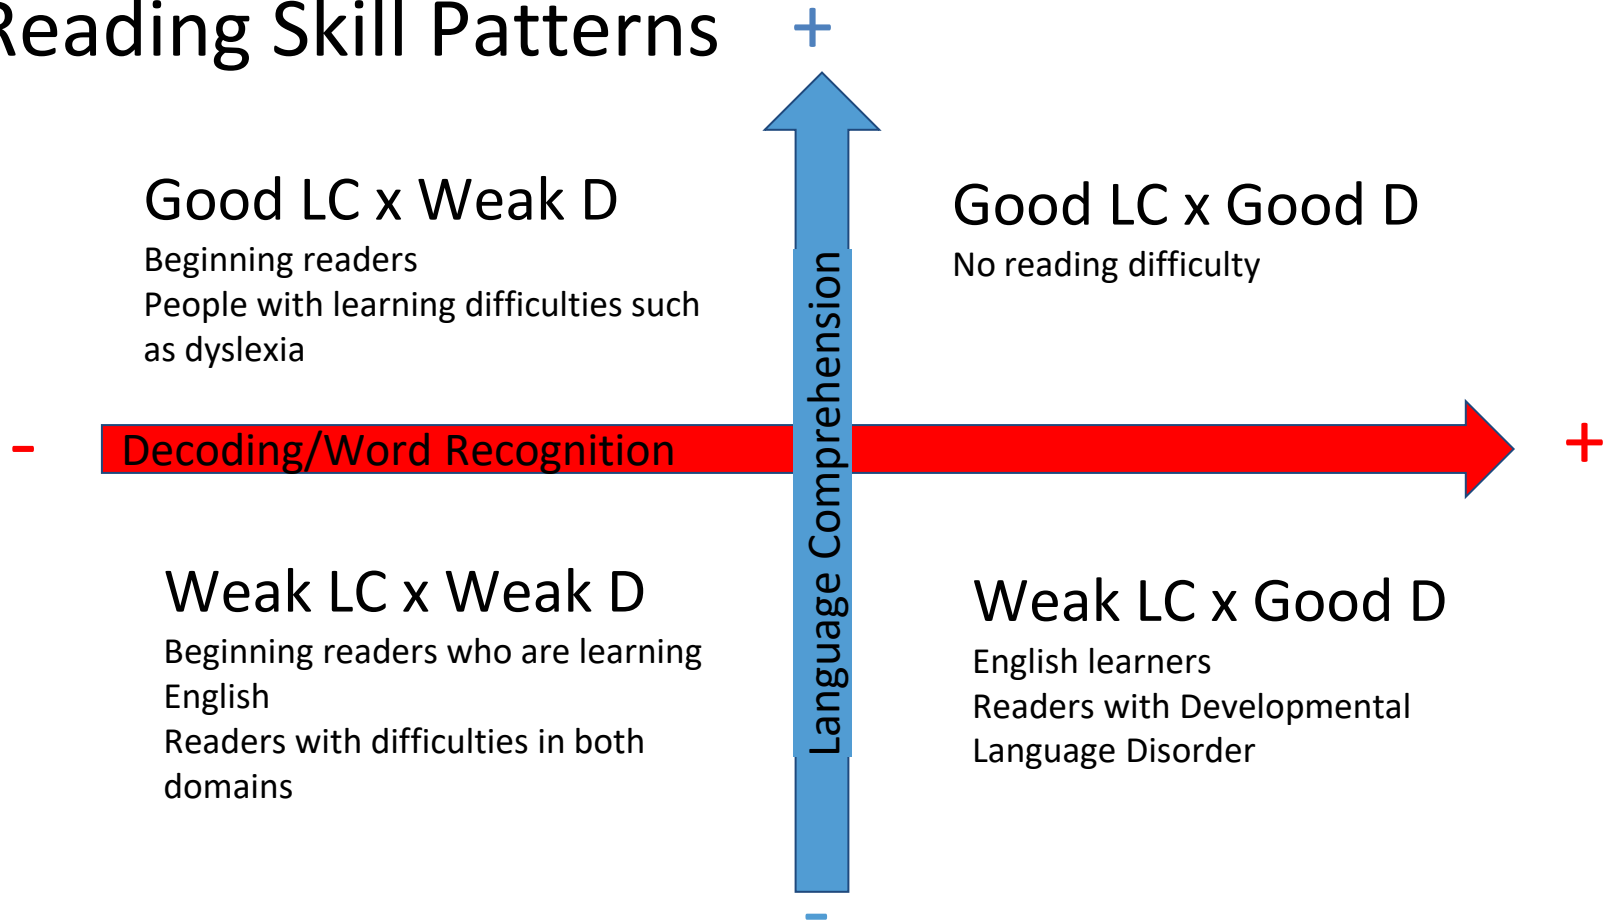 Reading Skill Patterns
+
Good LC x Weak D
Beginning readers
People with learning difficulties such
as dyslexia
Good LC x Good D
No reading difficulty
-
Decoding/Word Recognition
Language Comprehension
+
Weak LC x Weak D
Beginning readers who are learning
English
Readers with difficulties in both
domains
Weak LC x Good D
English learners
Readers with Developmental
Language Disorder
-